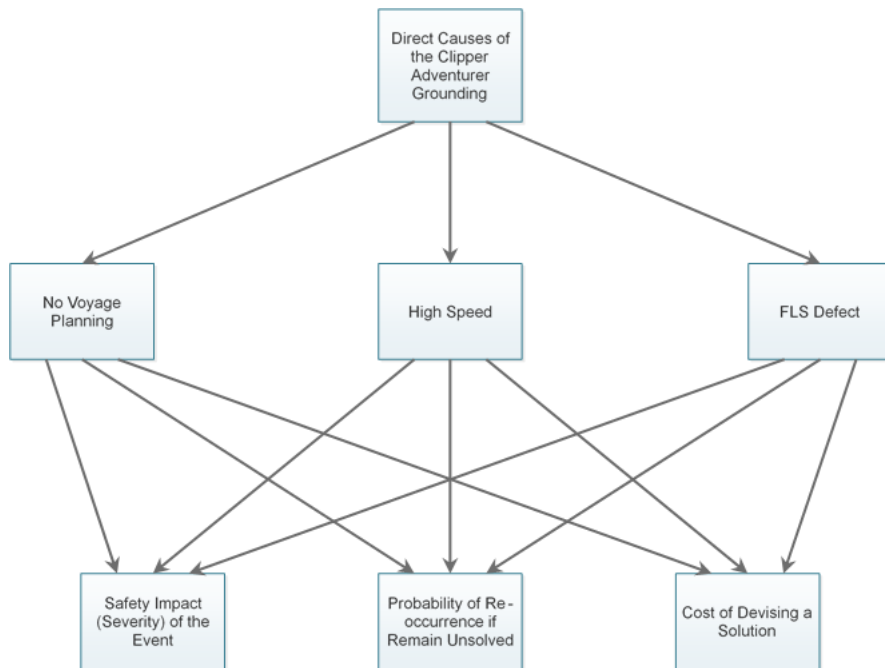 Direct Causes of
the Clipper
Adventurer
Grounding
No Voyage
Planning
High Speed
FLS Defect
Safety Impact
(Severity) of the
Event
Probability of Re-
occurrence if
Remain Unsolved
Cost of Devising a
Solution